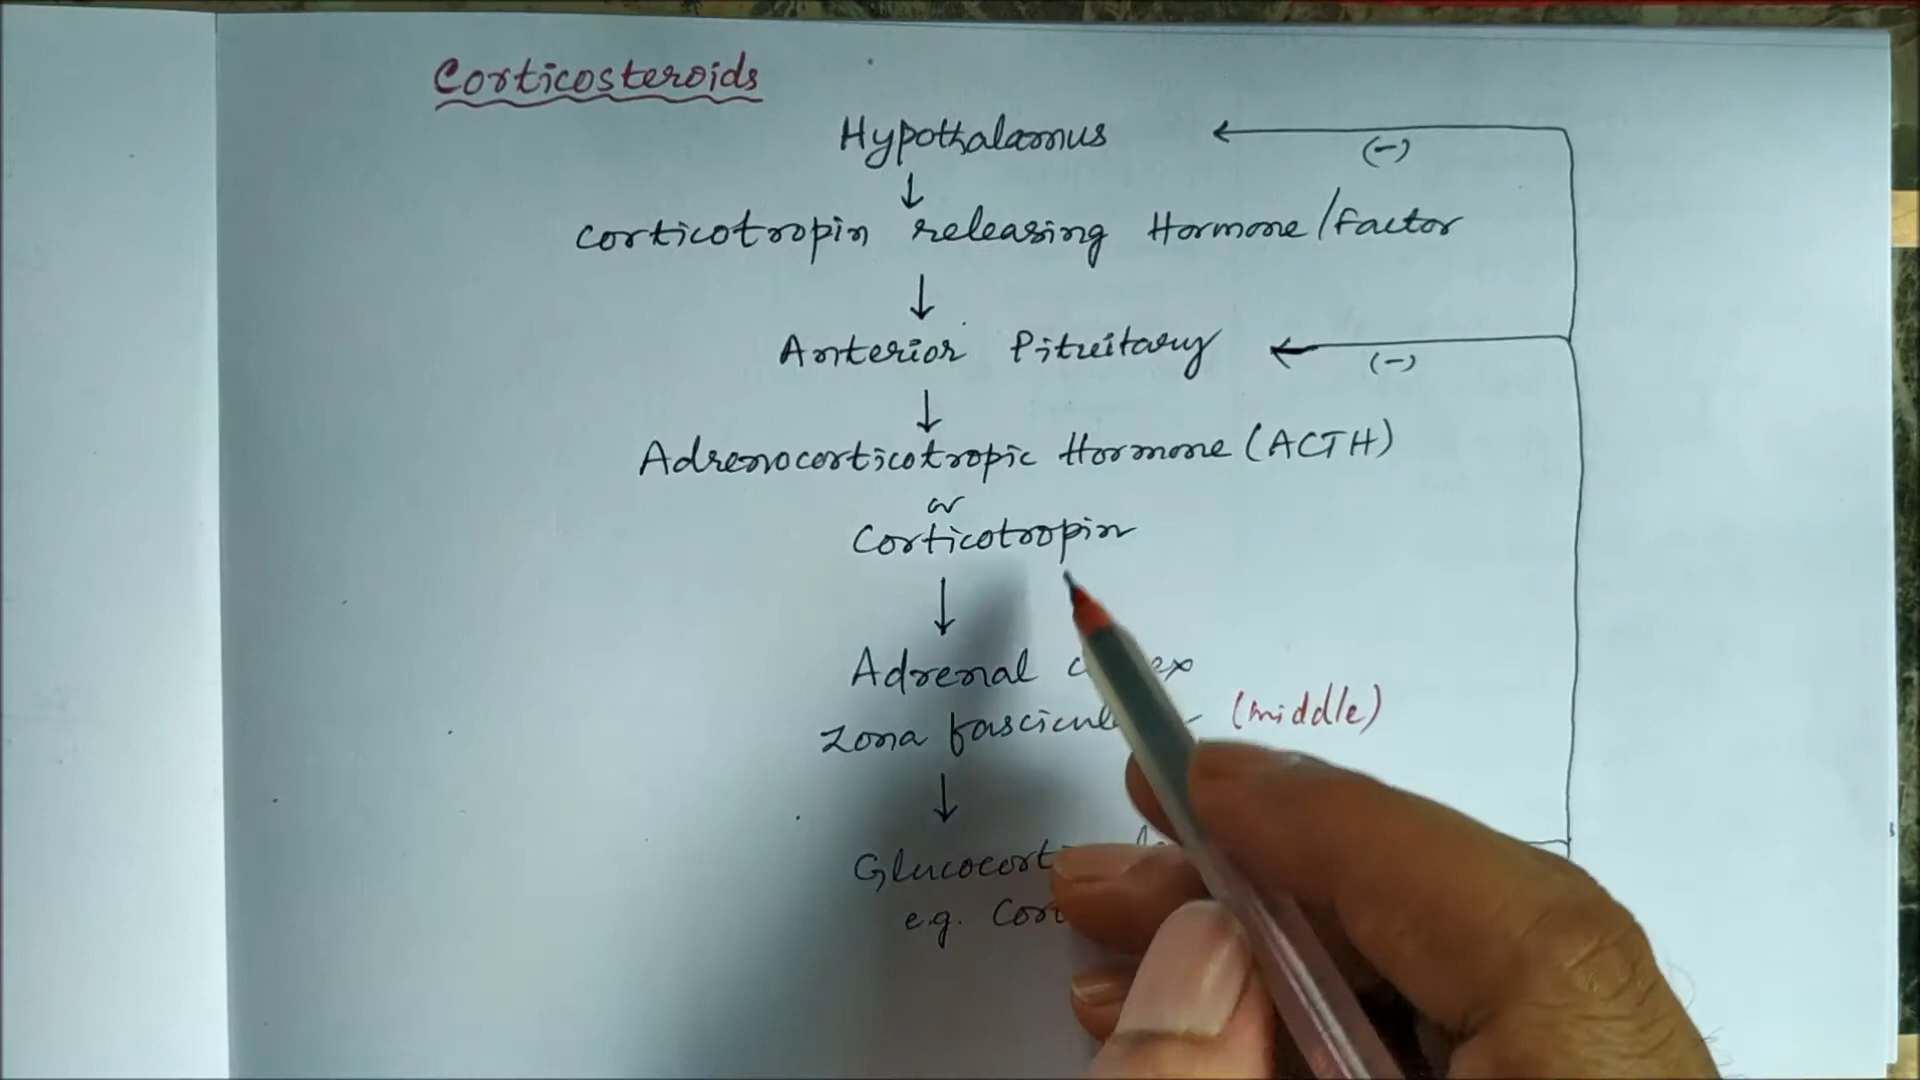 Corticosteroids
Hypothalamus
(-)
Corticotropin releasing Hormone/Factor
Anterior Pituitary
(-)
Adrenocorticotropic Hormone (ACTH)
or
Corticotropin
Adrenal
Zona
(middle)
e.g.